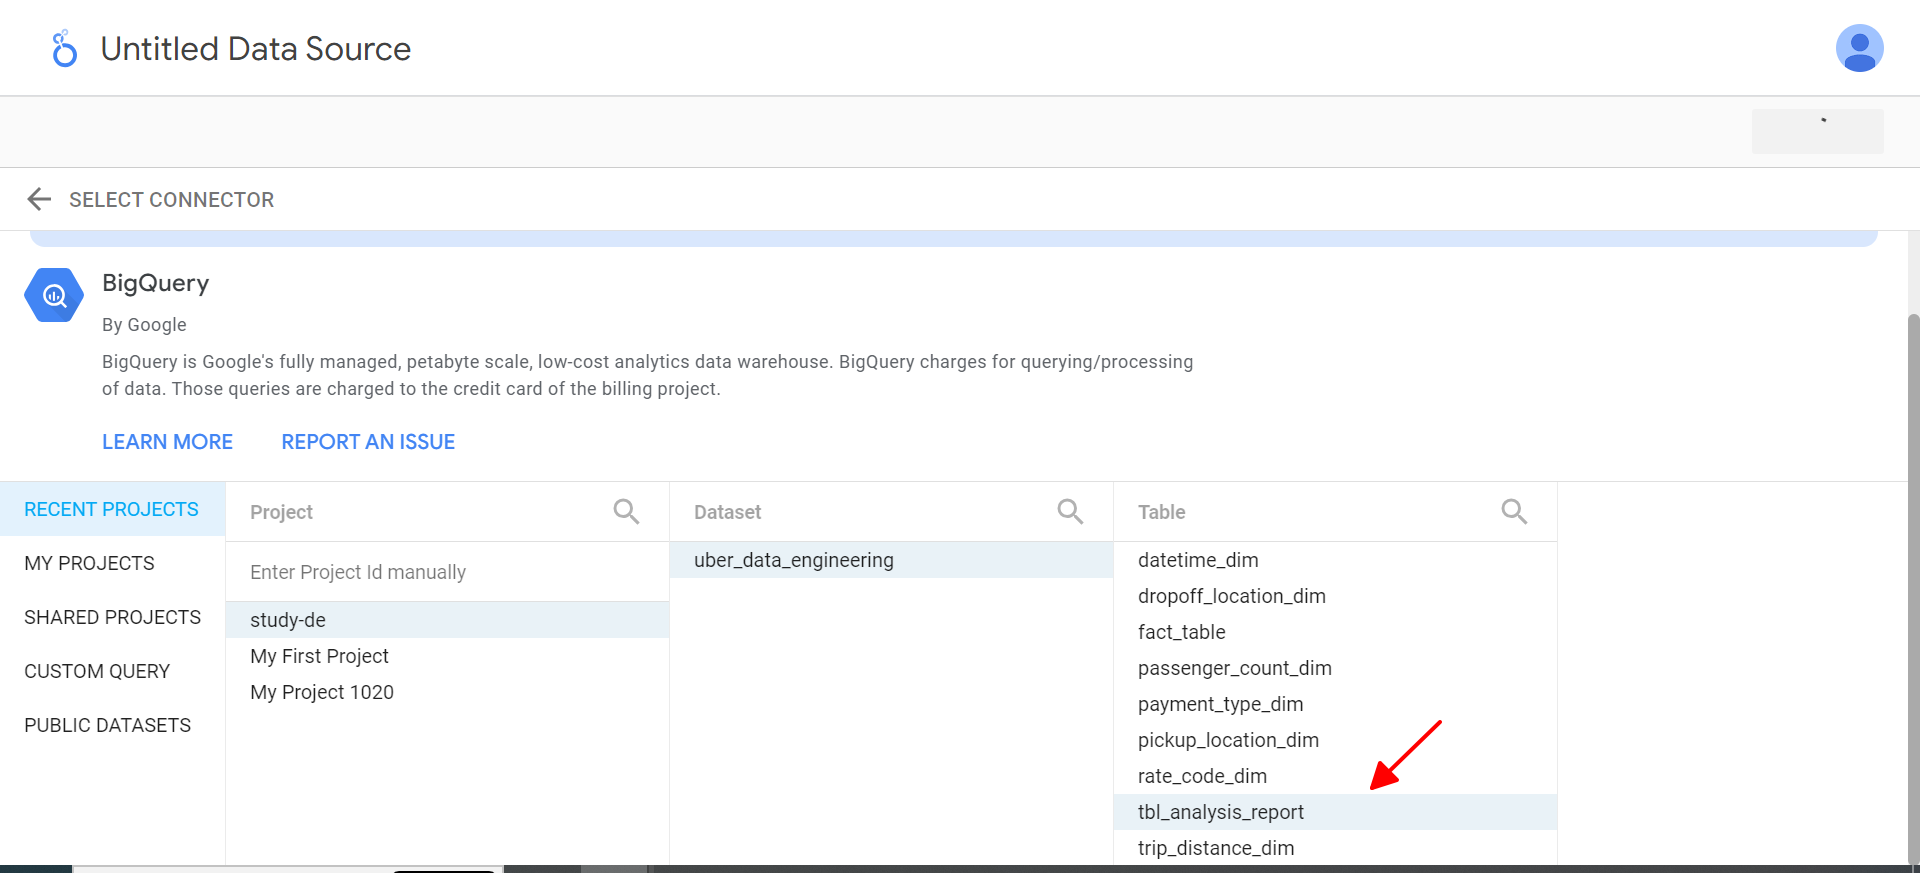 Untitled Data Source
SELECT CONNECTOR
BigQuery
By Google
BigQuery is Google's fully managed, petabyte scale, low-cost analytics data warehouse. BigQuery charges for querying/processing
of data. Those queries are charged to the credit card of the billing project.
LEARN MORE REPORT AN ISSUE
RECENT PROJECTS
MY PROJECTS
SHARED PROJECTS
CUSTOM QUERY
PUBLIC DATASETS
Project
Enter Project Id manually
study-de
My First Project
My Project 1020
Dataset
uber_data_engineering
Table
datetime_dim
dropoff_location_dim
fact_table
passenger_count_dim
payment_type_dim
pickup_location_dim
rate_code_dim
tbl_analysis_report
trip_distance_dim